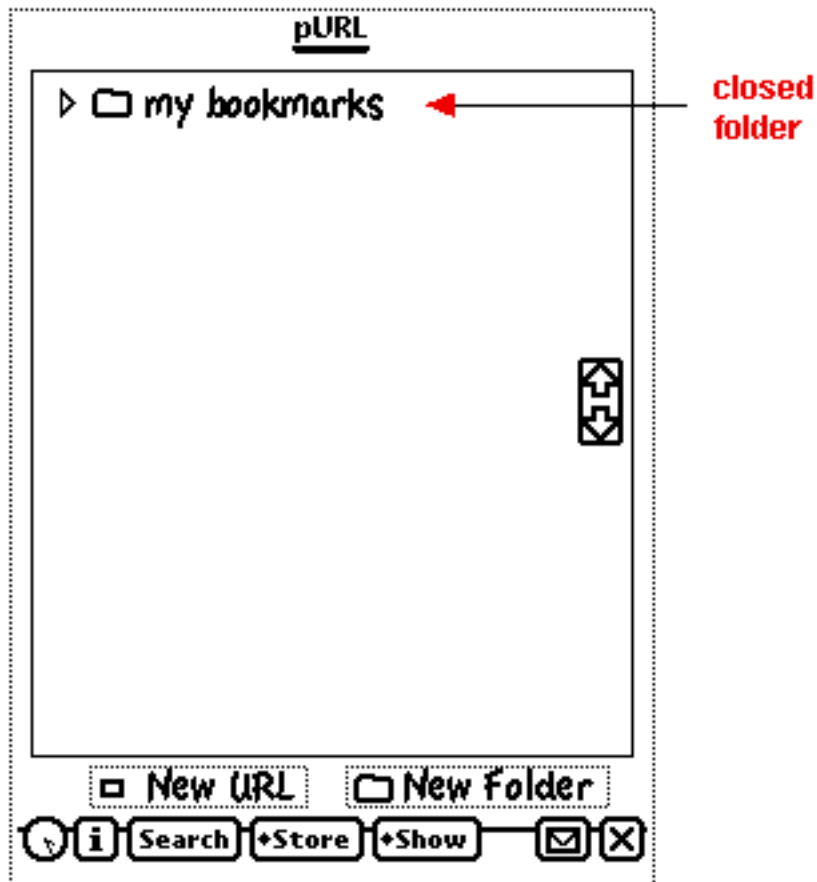 pURL
my bookmarks
closed
folder
New URL
New Folder
i
Search
◆Store
◆Show